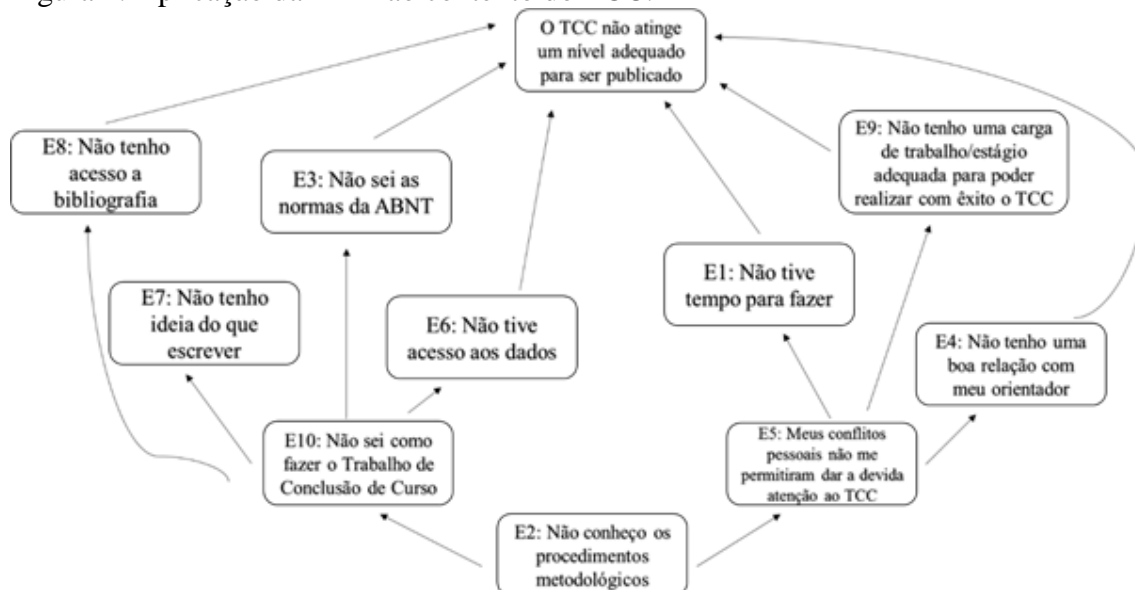 O TCC não atinge
um nível adequado
para ser publicado
E8: Não tenho
acesso a
bibliografia
E3: Não sei as
normas da ABNT
E9: Não tenho uma carga
de trabalho/estágio
adequada para poder
realizar com êxito o TCC
E7: Não tenho
ideia do que
escrever
E6: Não tive
acesso aos dados
E1: Não tive
tempo para fazer
E4: Não tenho uma
boa relação com
meu orientador
E10: Não sei como
fazer o Trabalho de
Conclusão de Curso
E5: Meus conflitos
pessoais não me
permitiram dar a devida
atenção ao TCC
E2: Não conheço os
procedimentos
metodológicos